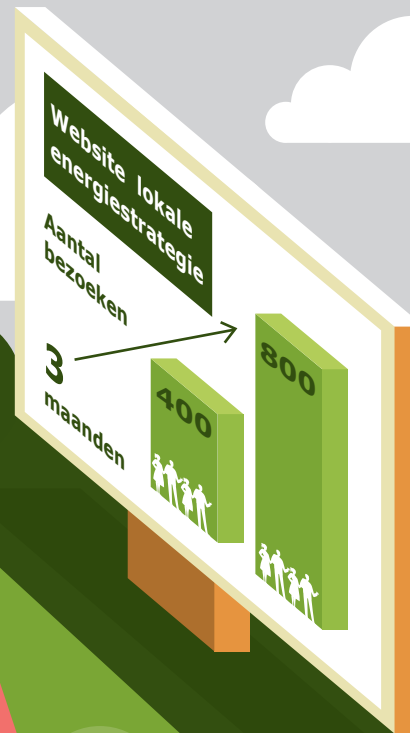 Website lokale
energiestrategie
Aantal
bezoeken
3
maanden
400
800